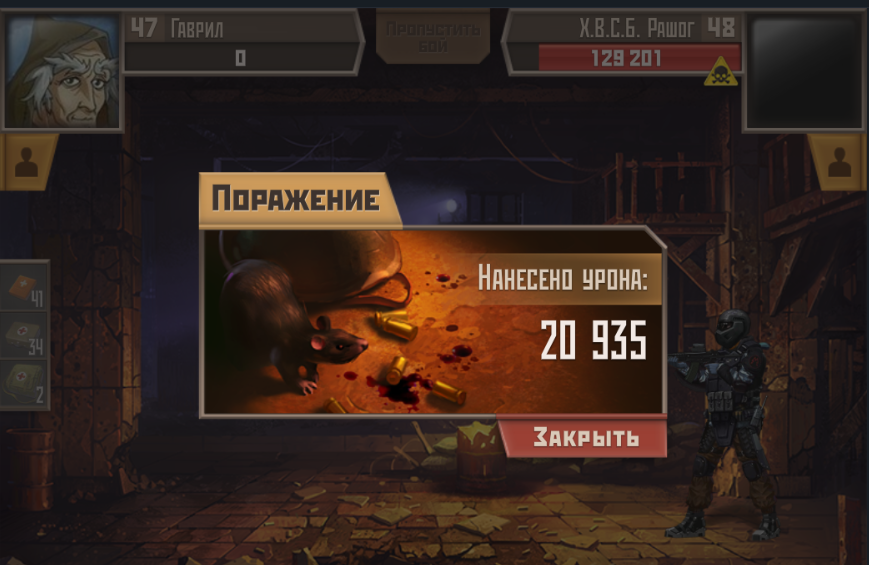 47 Гаврил
0
Пропустить
бой
Х.В.С.Б. Рашог 48
129 201
Поражение
Нанесено урона:
20 935
41
34
2
Закрыть